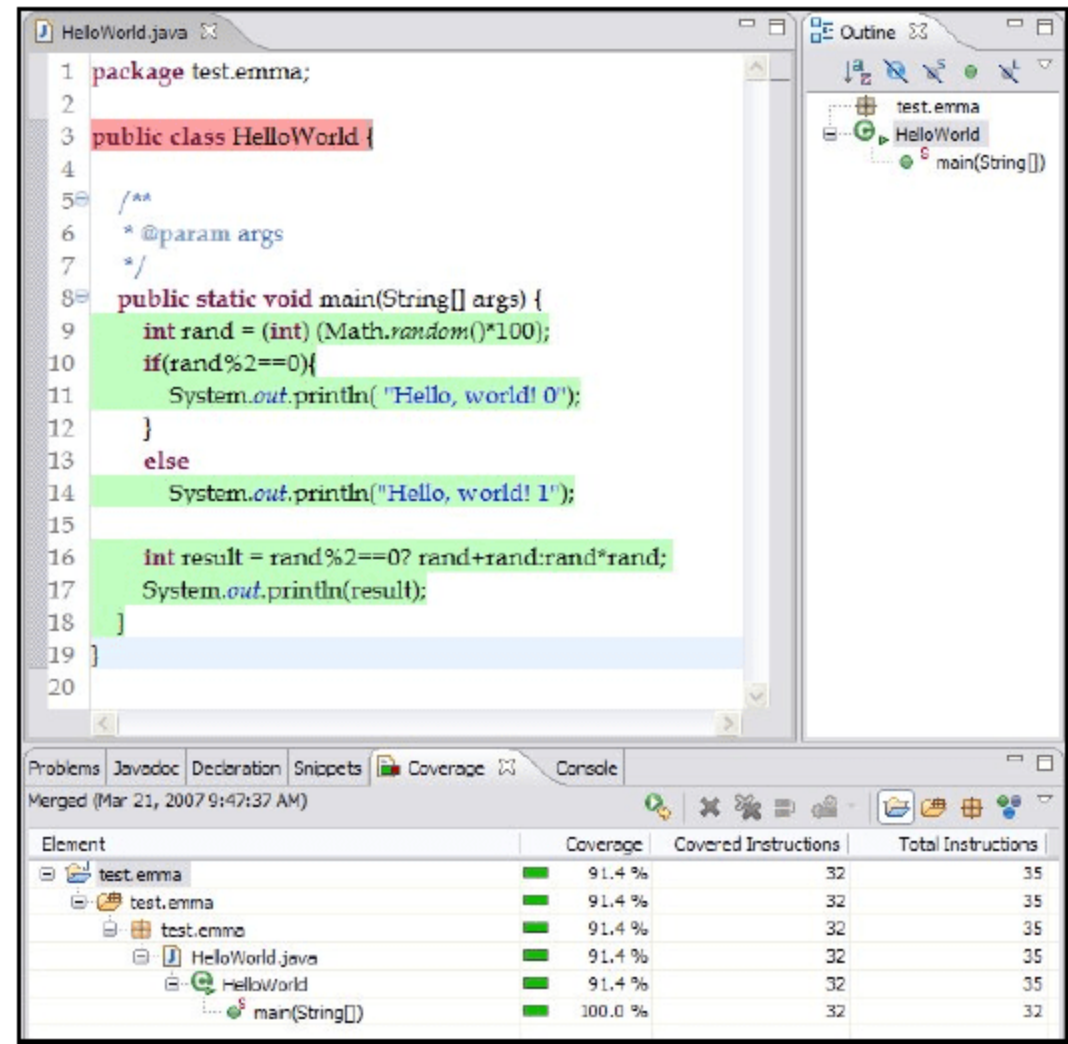 HelloWorld.java
1 package test.emma;
2
3 public class HelloWorld {
4
5 /**
6 * @param args
7 */
8 public static void main(String[] args) {
9 int rand = (int) (Math.random()*100);
10 if(rand%2==0){
11 System.out.println( "Hello, world! 0");
12 }
13 else
14 System.out.println("Hello, world! 1");
15
16 int result = rand%2==0? rand+rand:rand*rand;
17 System.out.println(result);
18 }
19 }
20
Outline
test.emma
HelloWorld
main(String[])
Problems Javadoc Declaration Snippets Coverage Console
Merged (Mar 21, 2007 9:47:37 AM)
Element Coverage Covered Instructions Total Instructions
test.emma 91.4 % 32 35
test.emma 91.4 % 32 35
test.emma 91.4 % 32 35
HelloWorld.java 91.4 % 32 35
HelloWorld 91.4 % 32 35
main(String[]) 100.0 % 32 32